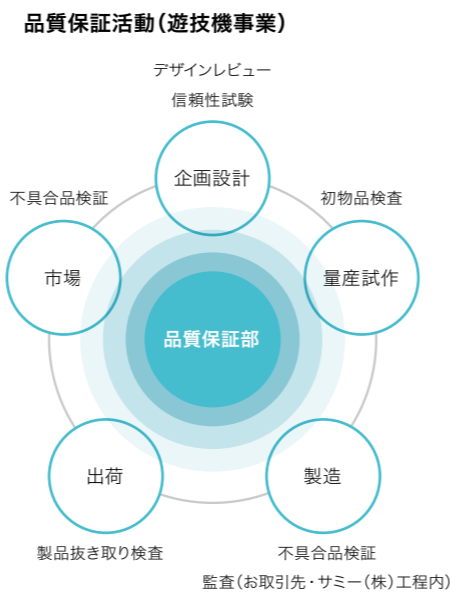 品質保証活動（遊技機事業）
デザインレビュー
信頼性試験
企画設計
不具合品検証
市場
初物品検査
量産試作
品質保証部
出荷
製品抜き取り検査
製造
不具合品検証
監査（お取引先・サミー（株）工程内）